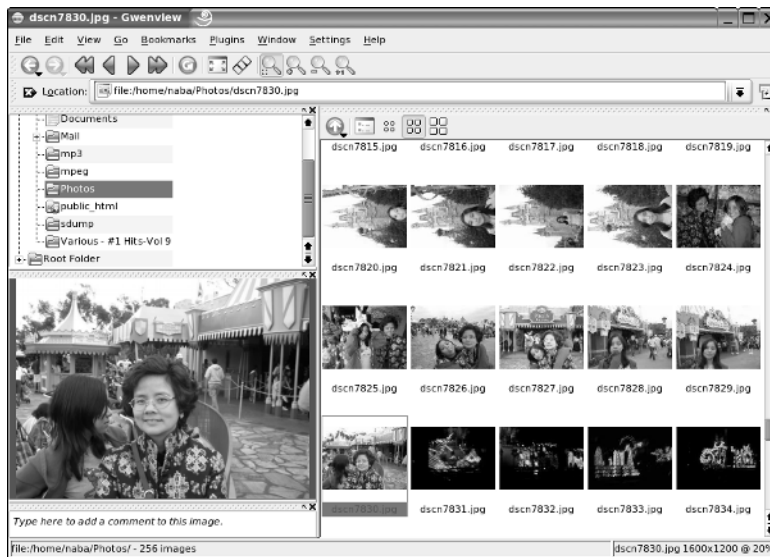 dscn7830.jpg - Gwenview
File Edit View Go Bookmarks Plugins Window Settings Help
Location: file:/home/naba/Photos/dscn7830.jpg
Documents
Mail
mp3
mpeg
Photos
public_html
sdump
Various - #1 Hits-Vol 9
Root Folder
dscn7815.jpg dscn7816.jpg dscn7817.jpg dscn7818.jpg dscn7819.jpg
dscn7820.jpg dscn7821.jpg dscn7822.jpg dscn7823.jpg dscn7824.jpg
dscn7825.jpg dscn7826.jpg dscn7827.jpg dscn7828.jpg dscn7829.jpg
dscn7830.jpg dscn7831.jpg dscn7832.jpg dscn7833.jpg dscn7834.jpg
Type here to add a comment to this image.
file:/home/naba/Photos/ - 256 images
dscn7830.jpg 1600x1200 @ 20%